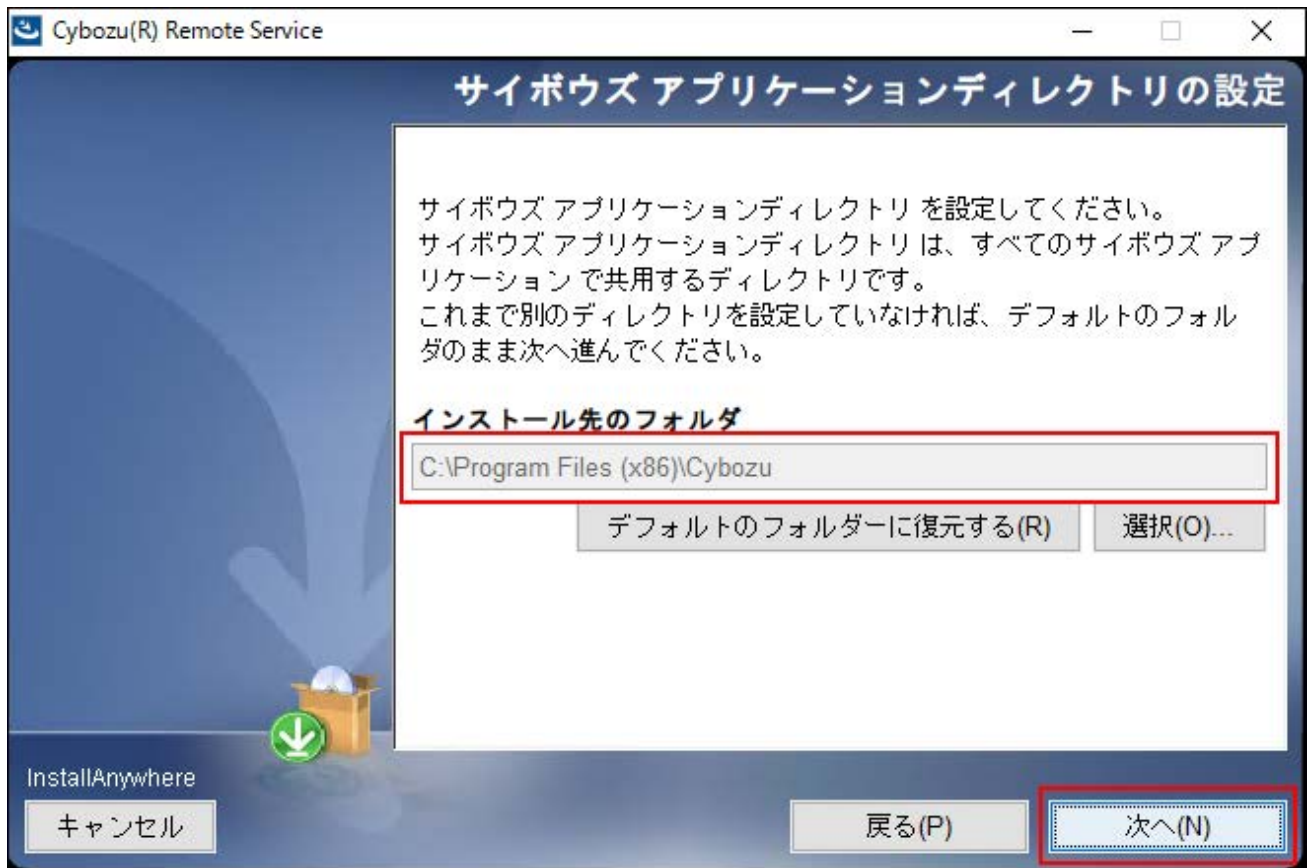 Cybozu(R) Remote Service
サイボウズ アプリケーションディレクトリの設定
サイボウズ アプリケーションディレクトリ を設定してください。
サイボウズ アプリケーションディレクトリ は、すべてのサイボウズ アプ
リケーション で共用するディレクトリです。
これまで別のディレクトリを設定していなければ、デフォルトのフォル
ダのまま次へ進んでください。
インストール先のフォルダ
C:\Program Files (x86)\Cybozu
デフォルトのフォルダーに復元する(R)
選択(O)...
InstallAnywhere
キャンセル
戻る(P)
次へ(N)